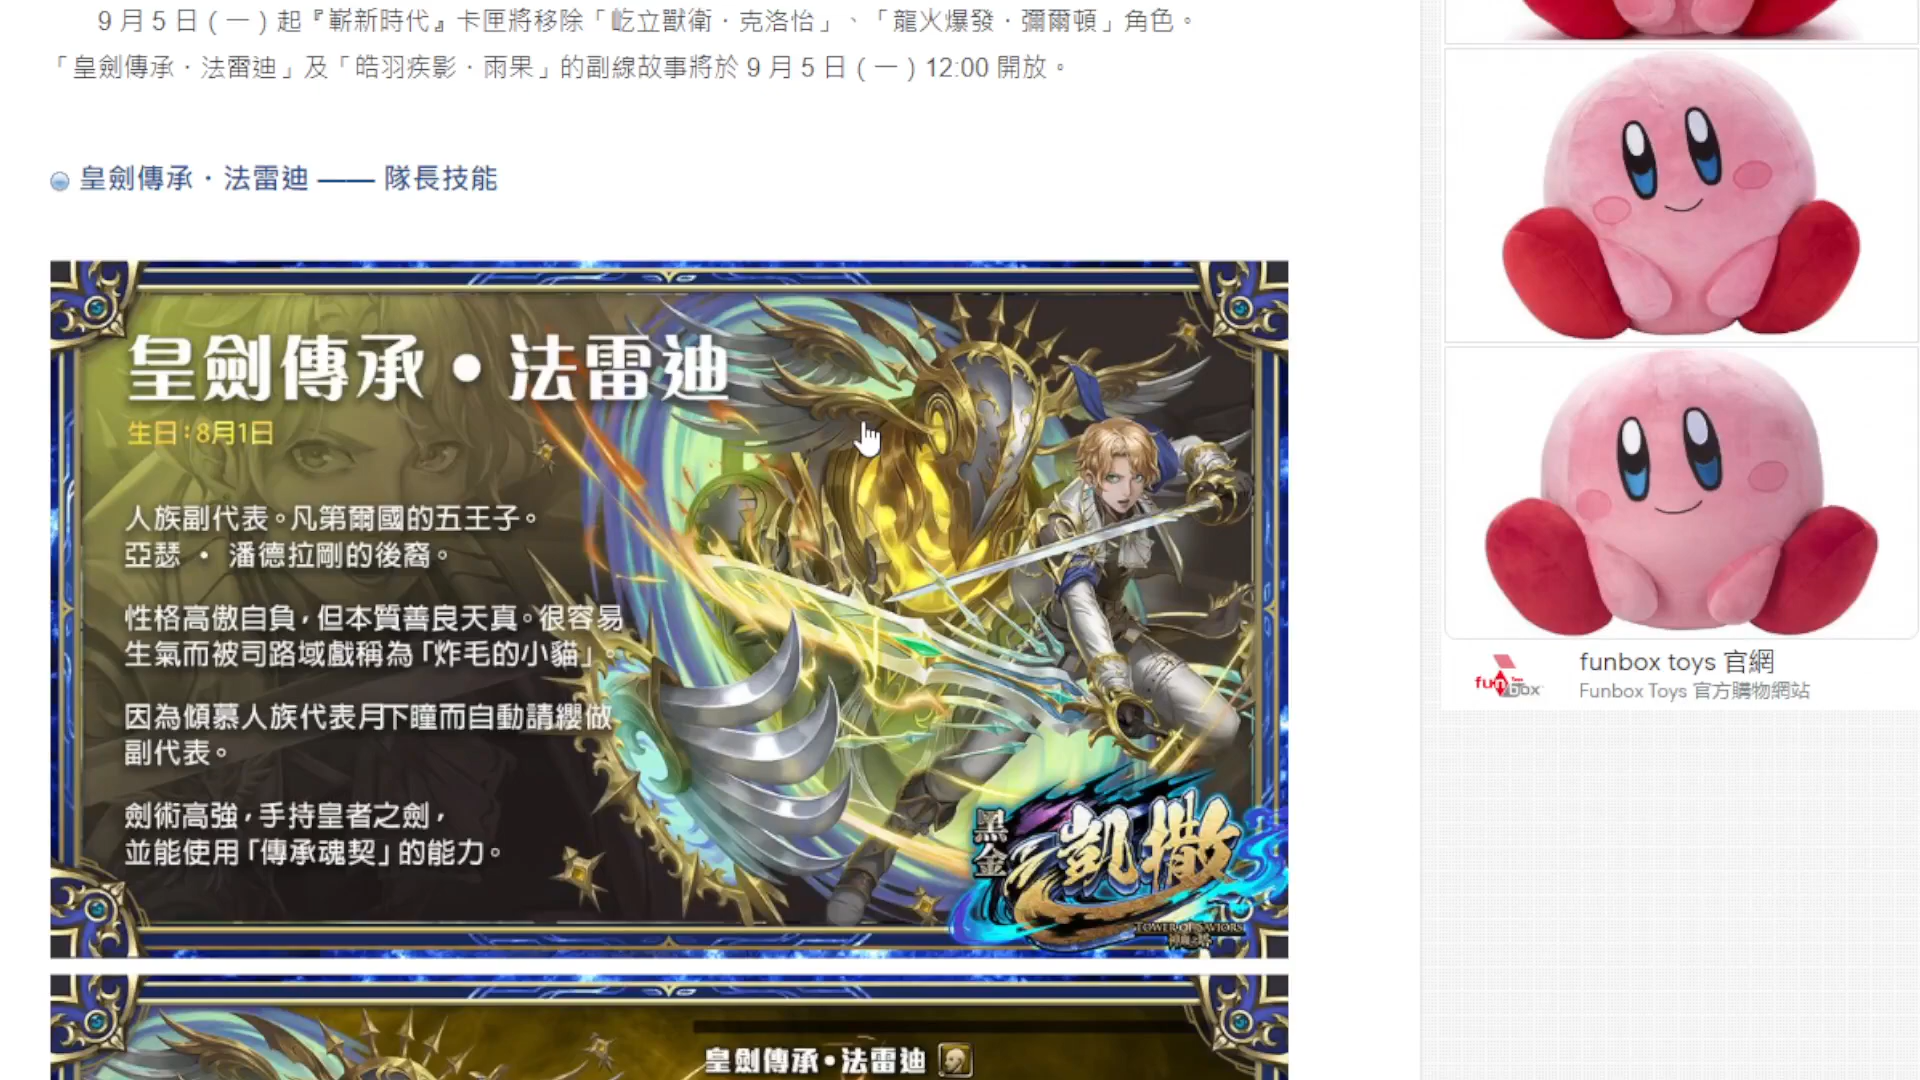 9 月 5 日 ( 一 ) 起『嶄新時代』卡匣將移除「屹立獸衛．克洛怡」、「龍火爆發．彌爾頓」角色。
「皇劍傳承．法雷迪」及「皓羽疾影．雨果」的副線故事將於 9 月 5 日 ( 一 ) 12:00 開放。
皇劍傳承．法雷迪 —— 隊長技能
皇劍傳承•法雷迪
生日:8月1日
人族副代表。凡第爾國的五王子。
亞瑟 • 潘德拉剛的後裔。
性格高傲自負，但本質善良天真。很容易
生氣而被司路域戲稱為「炸毛的小貓」。
因為傾慕人族代表月下瞳而自動請纓做
副代表。
劍術高強，手持皇者之劍，
並能使用「傳承魂契」的能力。
黑金
凱撒
TOWER OF SAVIORS
神魔之塔
皇劍傳承•法雷迪
funbox
Toys
funbox toys 官網
Funbox Toys 官方購物網站